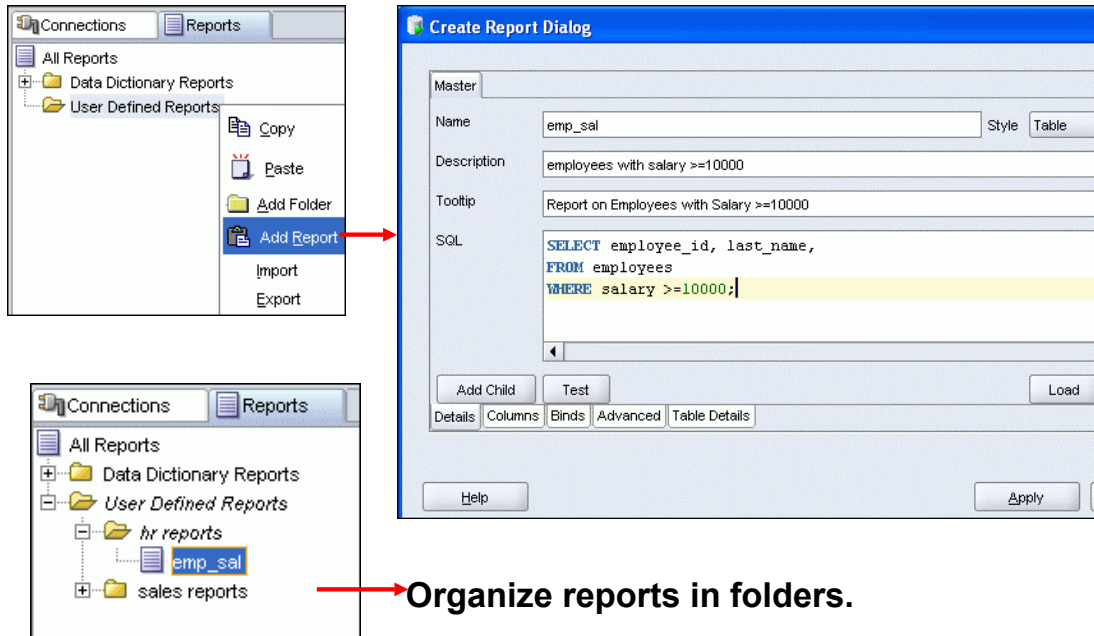 Connections Reports
All Reports
Data Dictionary Reports
User Defined Reports
Copy
Paste
Add Folder
Add Report
Import
Export
Create Report Dialog
Master
Name emp_sal Style Table
Description employees with salary >=10000
Tooltip Report on Employees with Salary >=10000
SQL SELECT employee_id, last_name,
FROM employees
WHERE salary >=10000;
Add Child Test Load
Details Columns Binds Advanced Table Details
Help Apply
Connections Reports
All Reports
Data Dictionary Reports
User Defined Reports
hr reports
emp_sal
sales reports
Organize reports in folders.